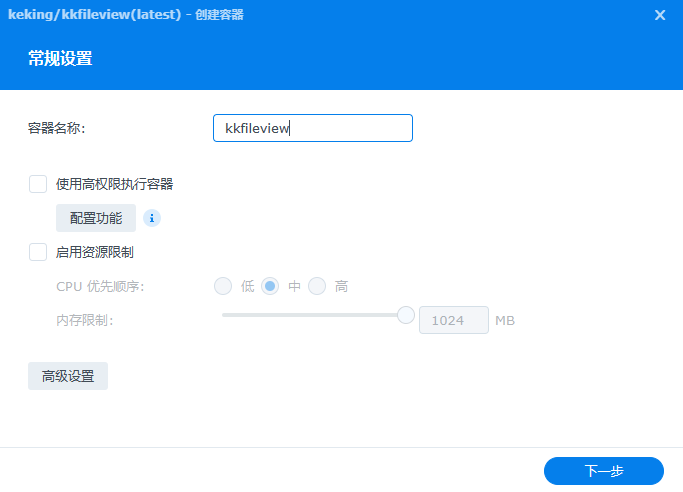 keking/kkfileview(latest) - 创建容器
常规设置
容器名称：
kkfileview
使用高权限执行容器
配置功能 i
启用资源限制
CPU 优先顺序： 低 中 高
内存限制： 1024 MB
高级设置
下一步